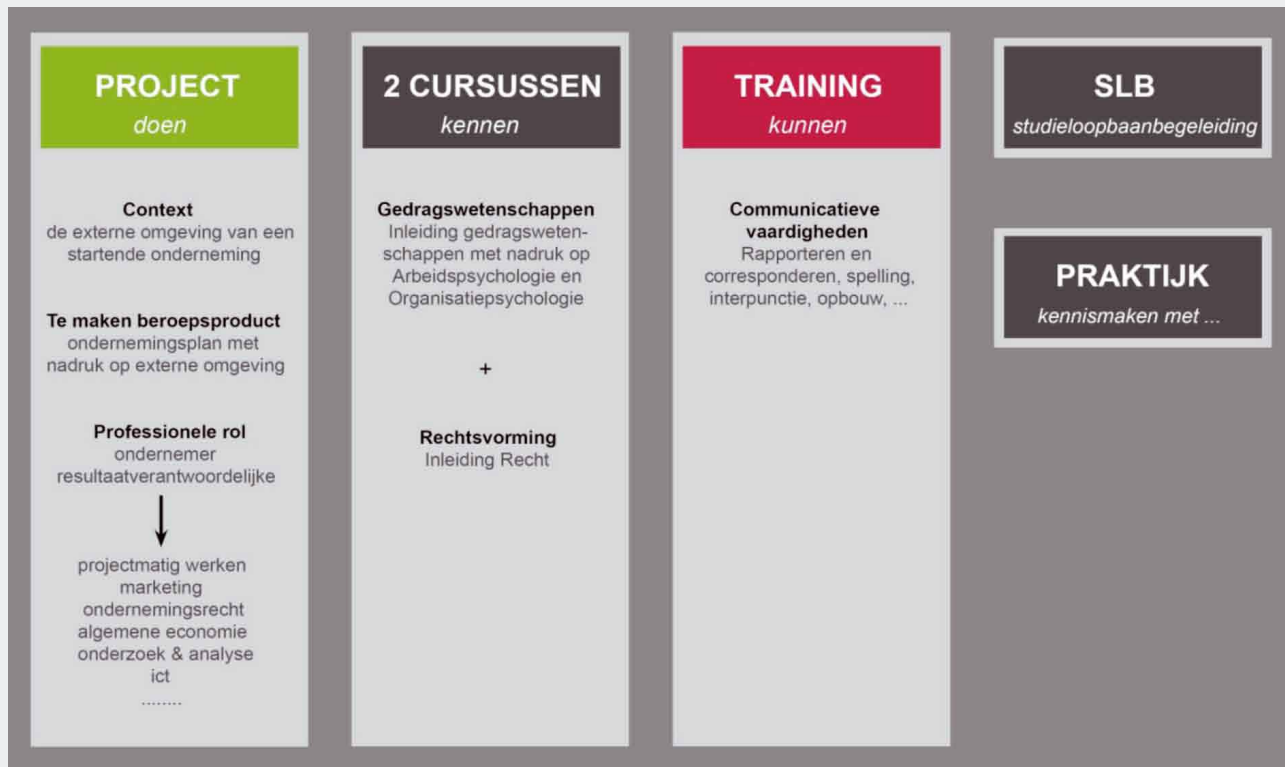 PROJECT
doen
Context
de externe omgeving van een
startende onderneming
Te maken beroepsproduct
ondernemingsplan met
nadruk op externe omgeving
Professionele rol
ondernemer
resultaatverantwoordelijke
projectmatig werken
marketing
ondernemingsrecht
algemene economie
onderzoek & analyse
ict
........
2 CURSUSSEN
kennen
Gedragswetenschappen
Inleiding gedragsweten-
schappen met nadruk op
Arbeidspsychologie en
Organisatiepsychologie
+
Rechtsvorming
Inleiding Recht
TRAINING
kunnen
Communicatieve
vaardigheden
Rapporteren en
corresponderen, spelling,
interpunctie, opbouw, ...
SLB
studieloopbaanbegeleiding
PRAKTIJK
kennismaken met ...